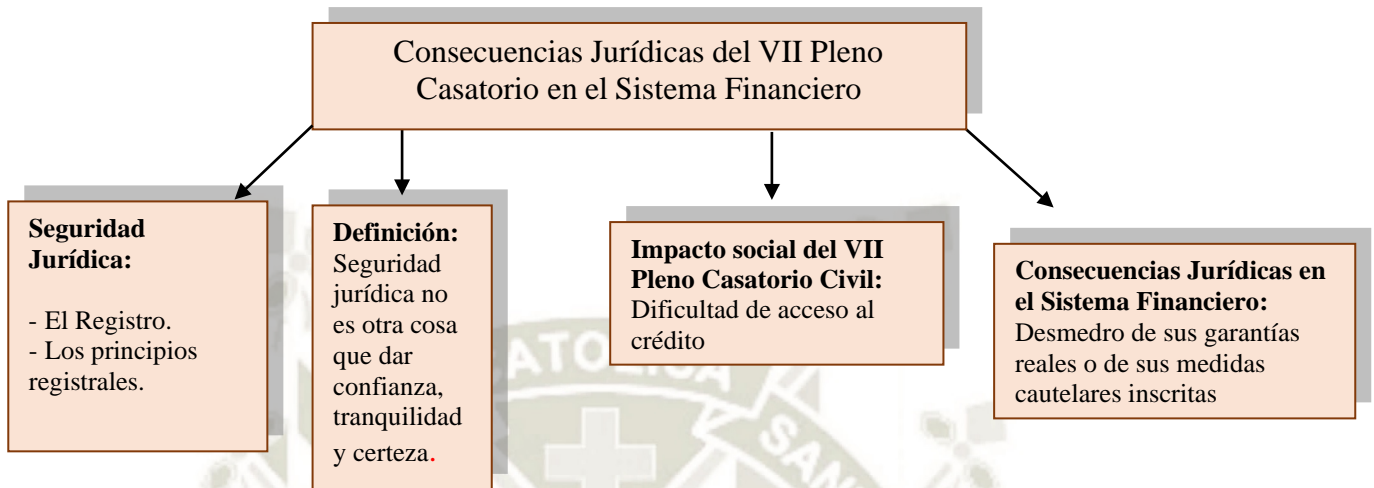 Consecuencias Jurídicas del VII Pleno
Casatorio en el Sistema Financiero
Seguridad
Jurídica:
- El Registro.
- Los principios
registrales.
Definición:
Seguridad
jurídica no
es otra cosa
que dar
confianza,
tranquilidad
y certeza.
Impacto social del VII
Pleno Casatorio Civil:
Dificultad de acceso al
crédito
Consecuencias Jurídicas en
el Sistema Financiero:
Desmedro de sus garantías
reales o de sus medidas
cautelares inscritas